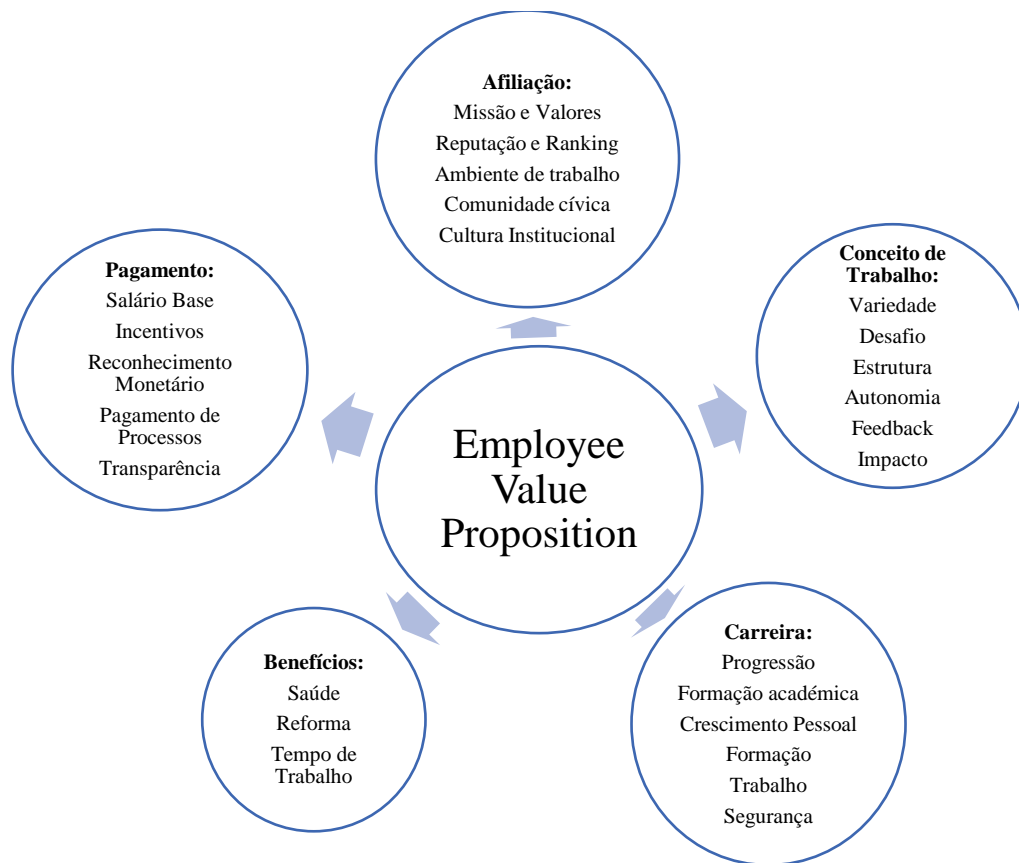 Afiliação:
Missão e Valores
Reputação e Ranking
Ambiente de trabalho
Comunidade cívica
Cultura Institucional
Conceito de
Trabalho:
Variedade
Desafio
Estrutura
Autonomia
Feedback
Impacto
Pagamento:
Salário Base
Incentivos
Reconhecimento
Monetário
Pagamento de
Processos
Transparência
Employee
Value
Proposition
Benefícios:
Saúde
Reforma
Tempo de
Trabalho
Carreira:
Progressão
Formação académica
Crescimento Pessoal
Formação
Trabalho
Segurança